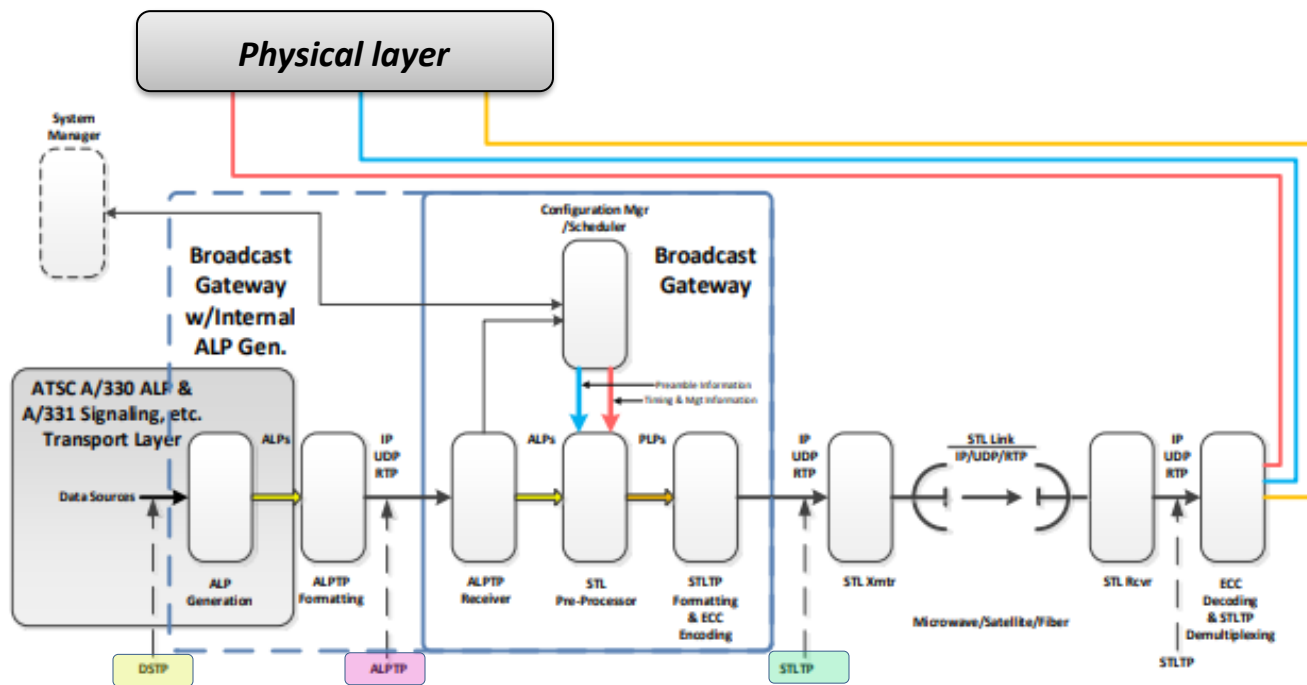 Physical layer
System
Manager
Configuration Mgr
/Scheduler
Broadcast
Gateway
w/Internal
ALP Gen.
Broadcast
Gateway
Preamble Information
Timing & Mgt Information
ATSC A/330 ALP &
A/331 Signaling, etc.
Transport Layer
ALPs
IP
UDP
RTP
ALPs
PLPs
IP
UDP
RTP
STL Link
IP/UDP/RTP
IP
UDP
RTP
Data Sources
ALP
Generation
ALPTP
Formatting
ALPTP
Receiver
STL
Pre-Processor
STLTP
Formatting
& ECC
Encoding
STL Xmtr
STL Rcvr
ECC
Decoding
& STLTP
Demultiplexing
Microwave/Satellite/Fiber
DSTP
ALPTP
STLTP
STLTP